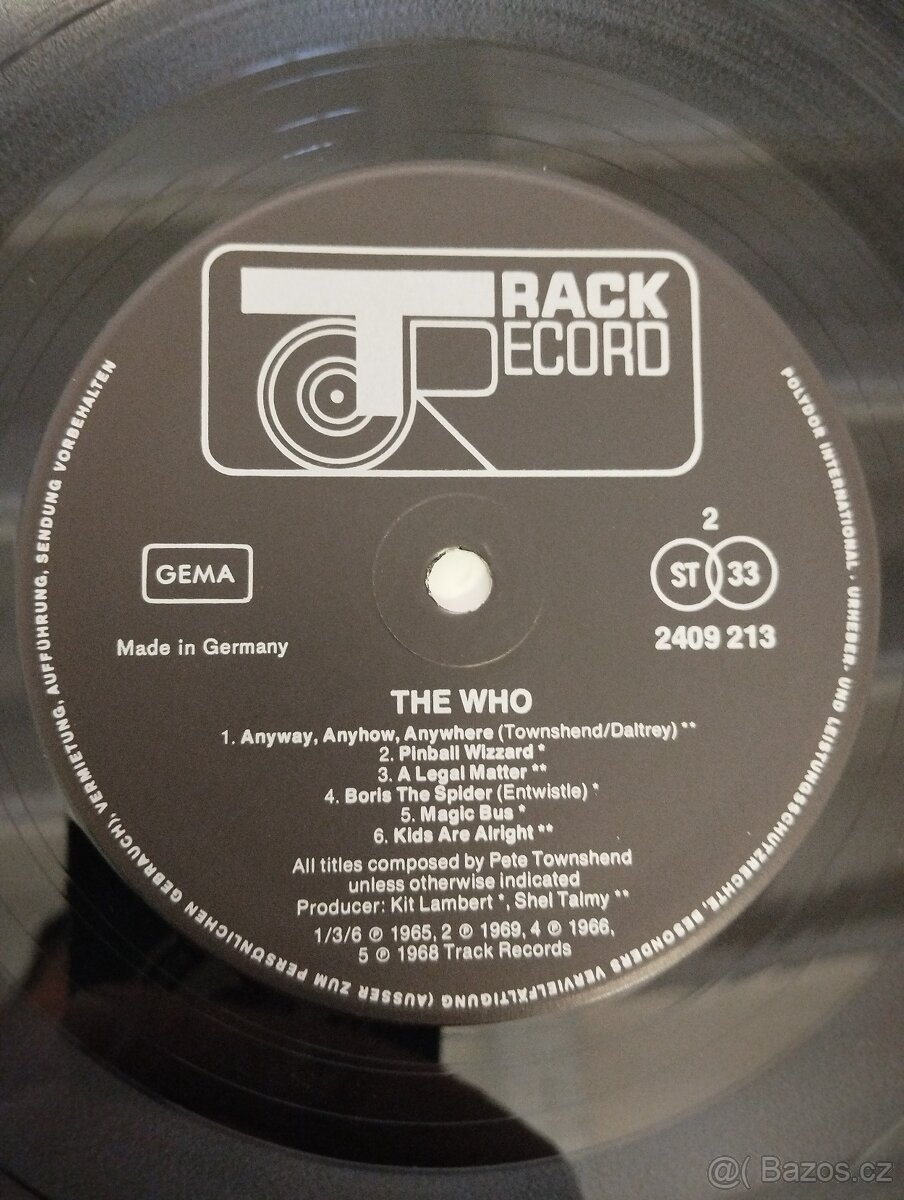 TRACK
RECORD
GEMA
Made in Germany
2
ST 33
2409 213
THE WHO
1. Anyway, Anyhow, Anywhere (Townshend/Daltrey) **
2. Pinball Wizzard *
3. A Legal Matter **
4. Boris The Spider (Entwistle) *
5. Magic Bus *
6. Kids Are Alright **
All titles composed by Pete Townshend
unless otherwise indicated
Producer: Kit Lambert *, Shel Talmy **
1/3/6 ℗ 1965, 2 ℗ 1969, 4 ℗ 1966,
5 ℗ 1968 Track Records
POLYDOR INTERNATIONAL · URHEBER- UND LEISTUNGSSCHUTZRECHTE, BESONDERS VERVIELFÄLTIGUNG (AUSSER ZUM PERSÖNLICHEN GEBRAUCH), VERMIETUNG, AUFFÜHRUNG, SENDUNG VORBEHALTEN
@( Bazos.cz